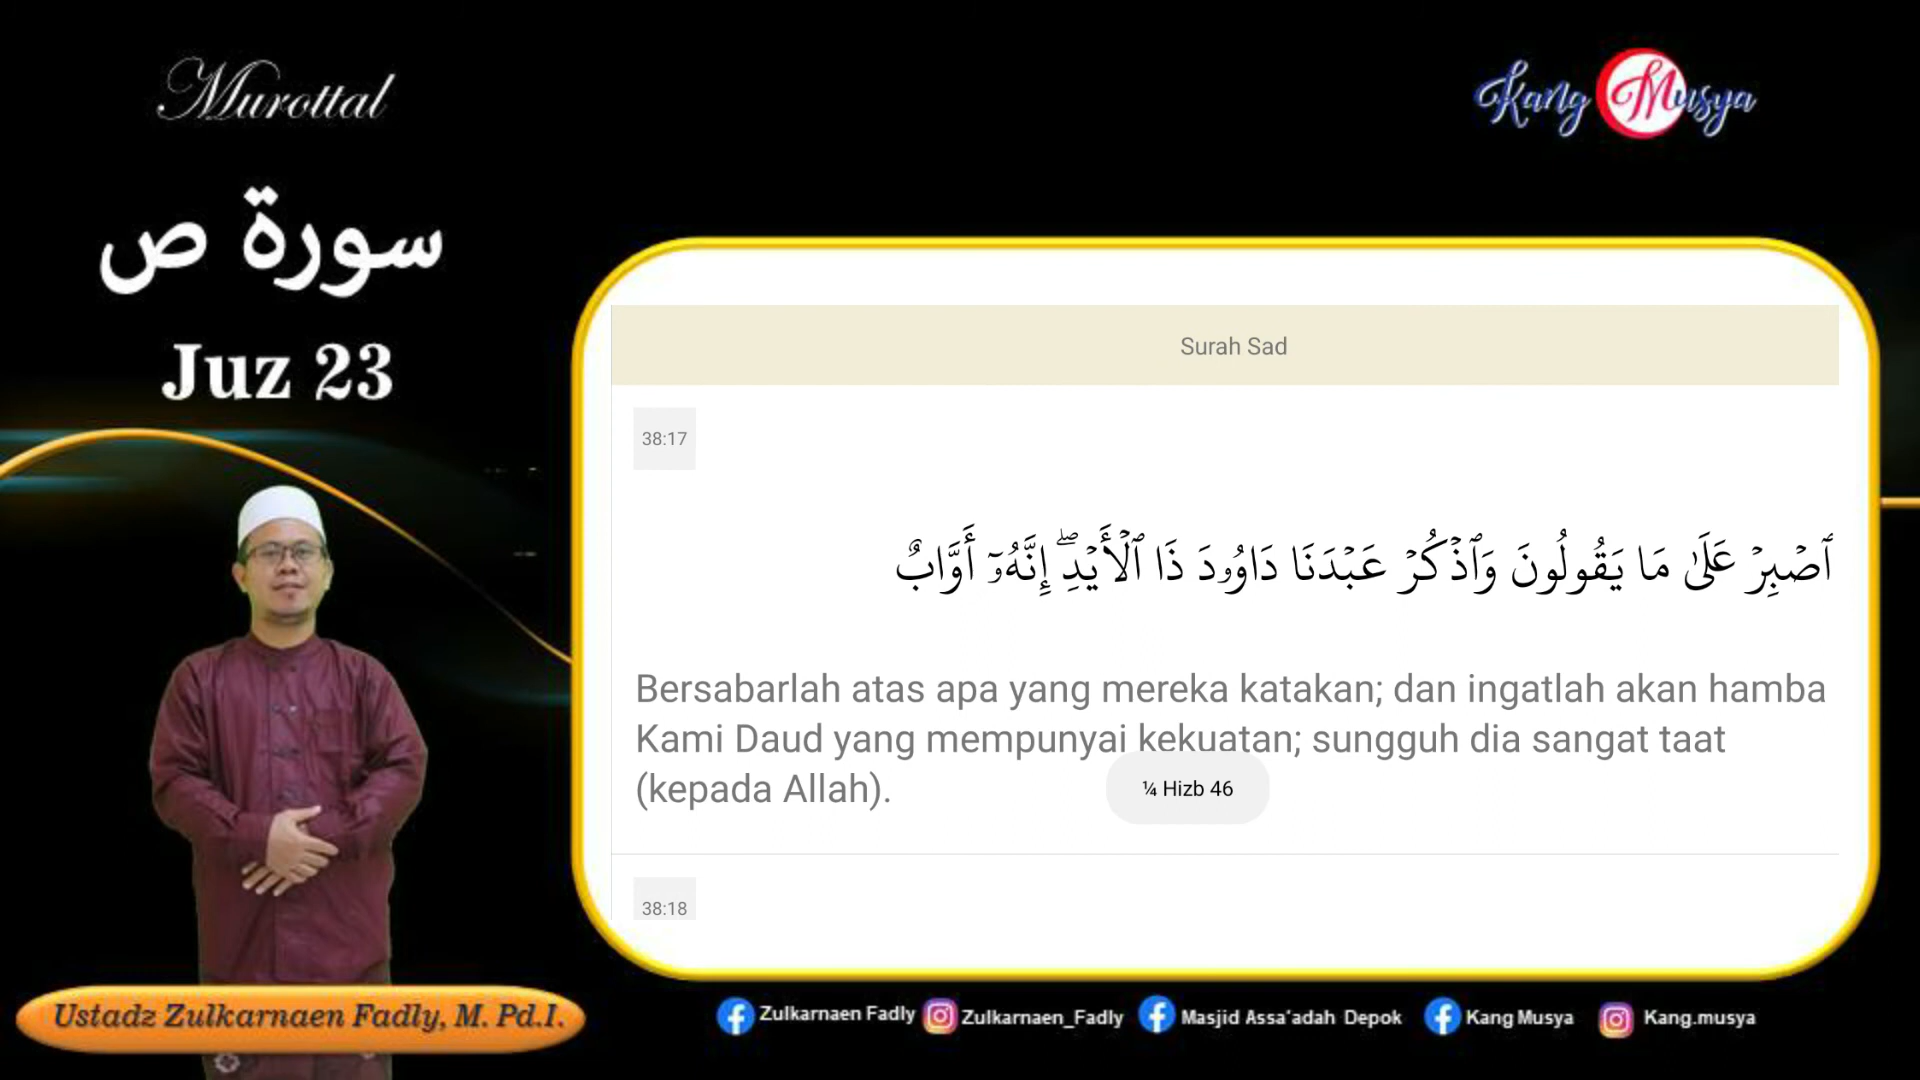 Murottal
Kang Musya
سورة ص
Juz 23
Surah Sad
38:17
ٱصْبِرْ عَلَىٰ مَا يَقُولُونَ وَٱذْكُرْ عَبْدَنَا دَاوُۥدَ ذَا ٱلْأَيْدِ ۖ إِنَّهُۥٓ أَوَّابٌ
Bersabarlah atas apa yang mereka katakan; dan ingatlah akan hamba
Kami Daud yang mempunyai kekuatan; sungguh dia sangat taat
(kepada Allah).
¼ Hizb 46
38:18
Ustadz Zulkarnaen Fadly, M. Pd.I.
Zulkarnaen Fadly Zulkarnaen_Fadly Masjid Assa'adah Depok Kang Musya Kang.musya